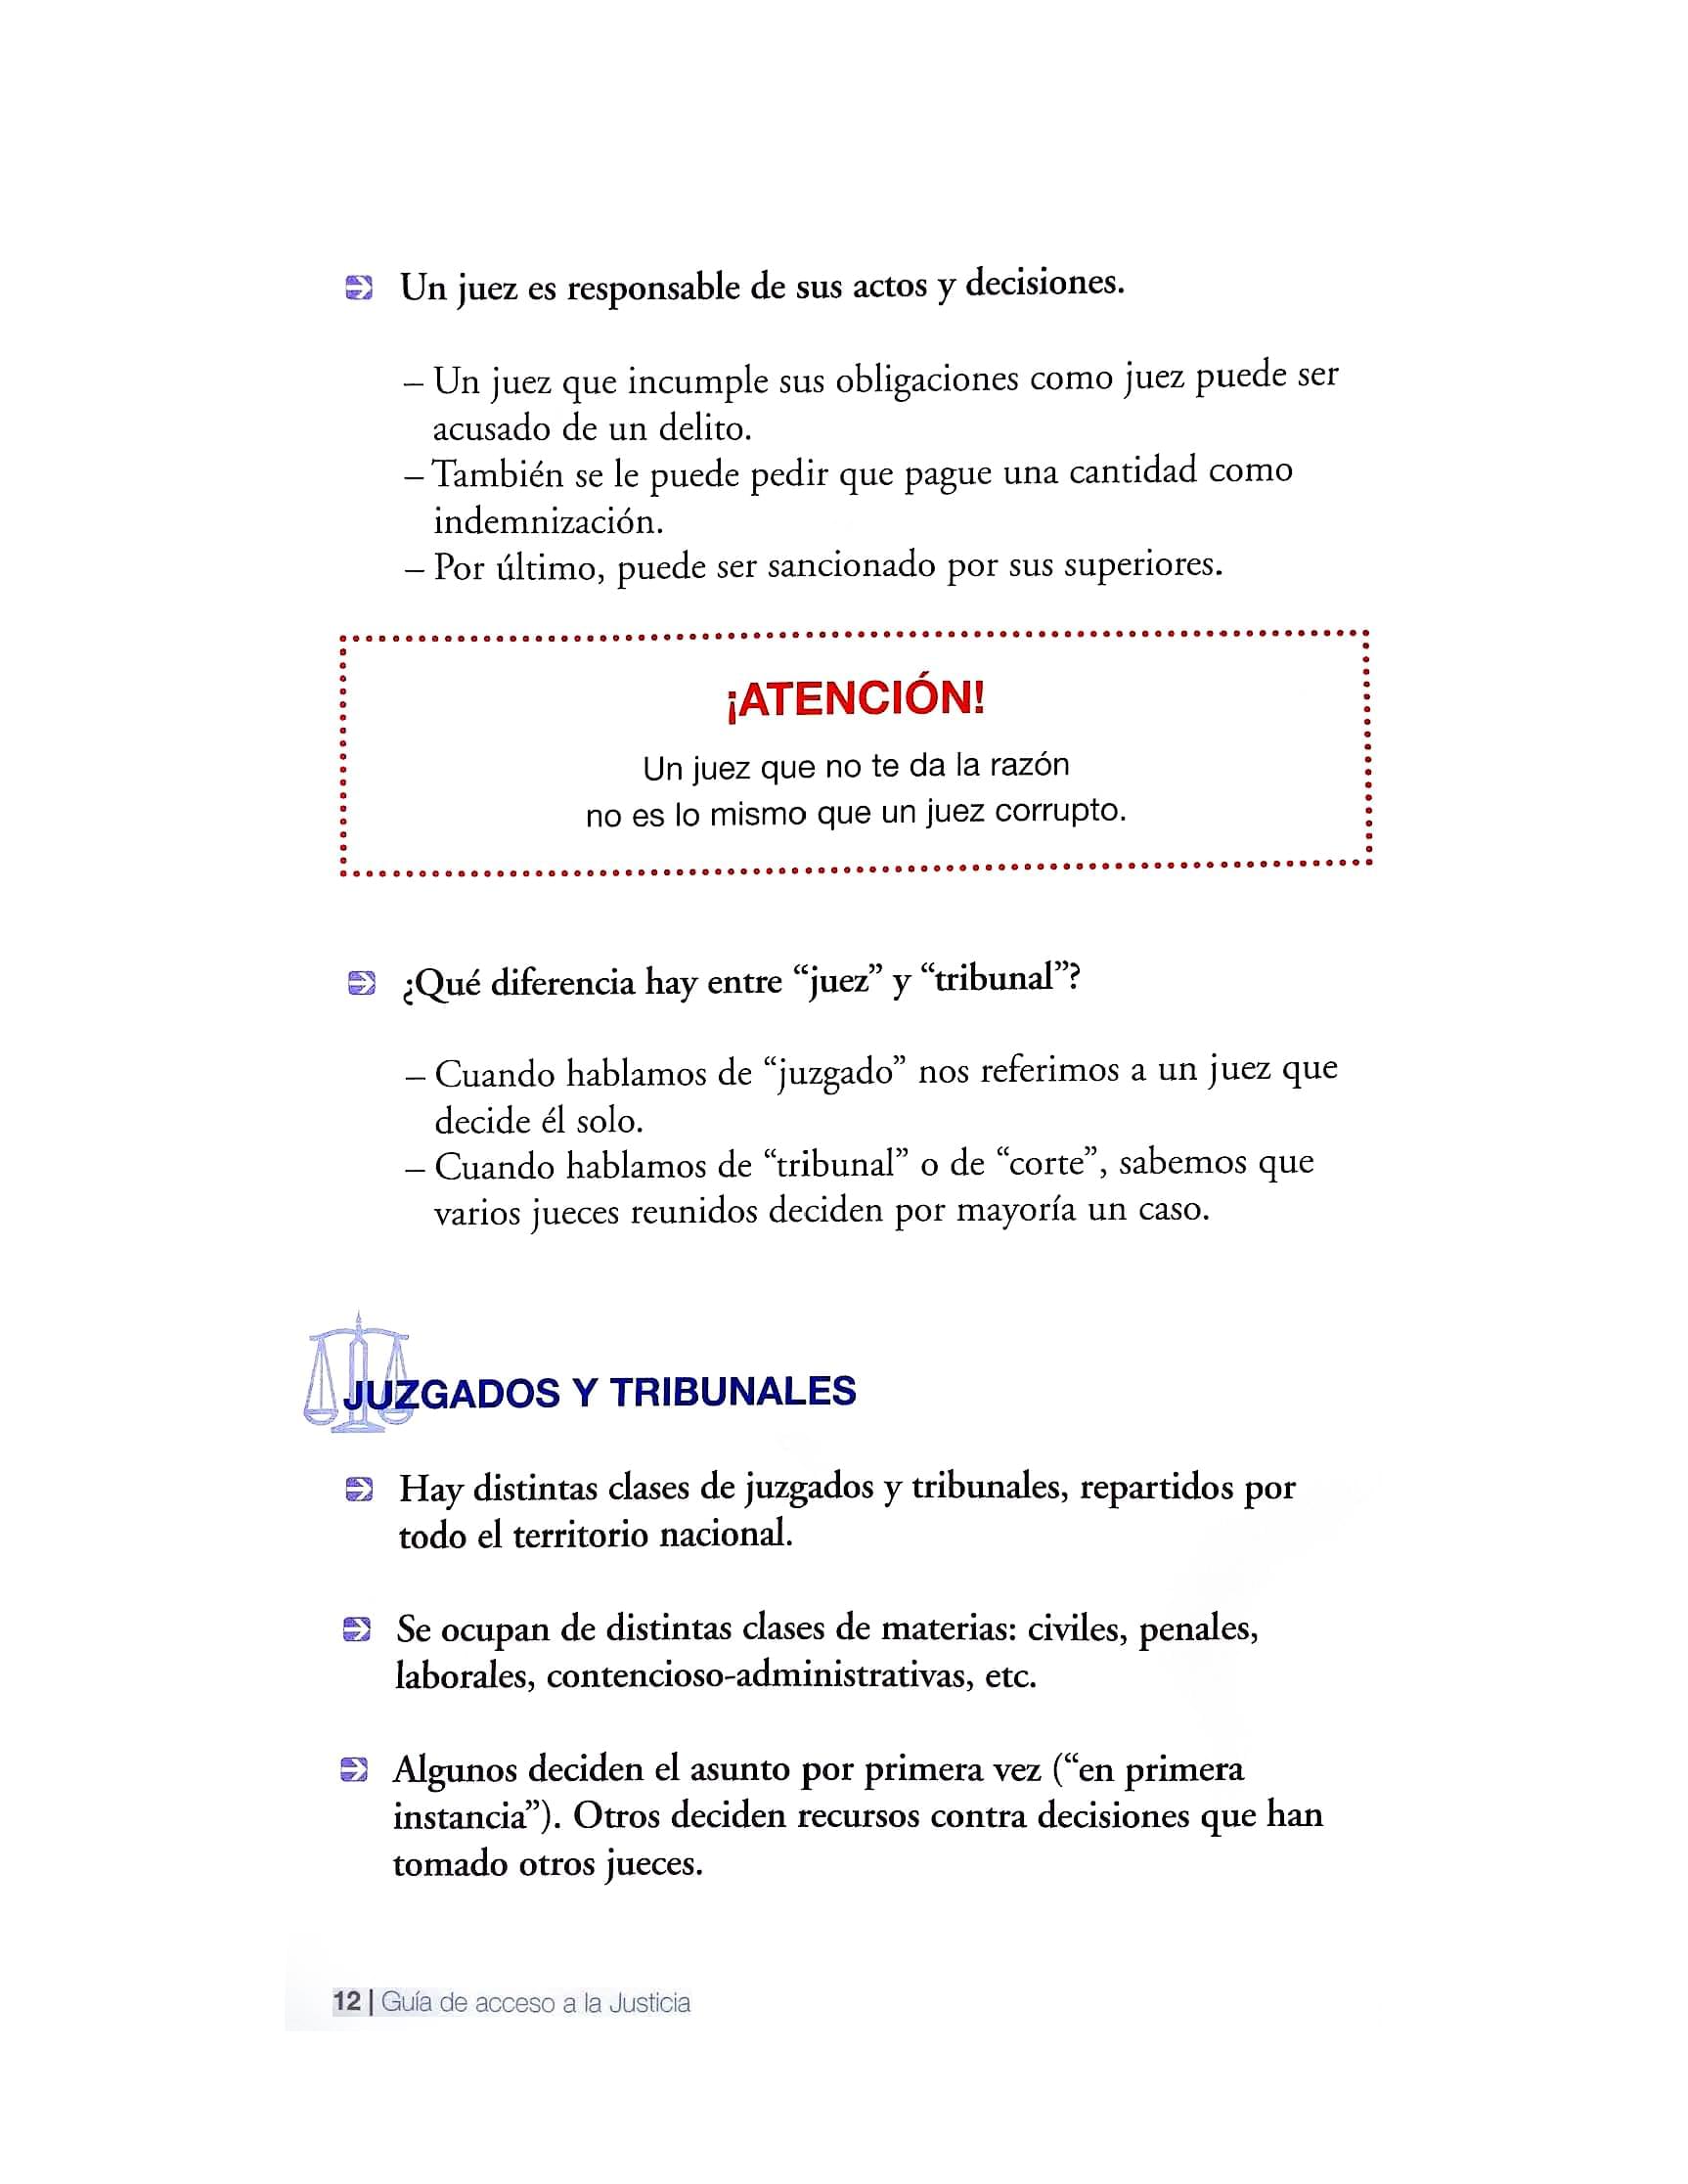 Un juez es responsable de sus actos y decisiones.
– Un juez que incumple sus obligaciones como juez puede ser
acusado de un delito.
– También se le puede pedir que pague una cantidad como
indemnización.
– Por último, puede ser sancionado por sus superiores.
¡ATENCIÓN!
Un juez que no te da la razón
no es lo mismo que un juez corrupto.
¿Qué diferencia hay entre “juez” y “tribunal”?
– Cuando hablamos de “juzgado” nos referimos a un juez que
decide él solo.
– Cuando hablamos de “tribunal” o de “corte”, sabemos que
varios jueces reunidos deciden por mayoría un caso.
JUZGADOS Y TRIBUNALES
Hay distintas clases de juzgados y tribunales, repartidos por
todo el territorio nacional.
Se ocupan de distintas clases de materias: civiles, penales,
laborales, contencioso-administrativas, etc.
Algunos deciden el asunto por primera vez (“en primera
instancia”). Otros deciden recursos contra decisiones que han
tomado otros jueces.
12 | Guía de acceso a la Justicia